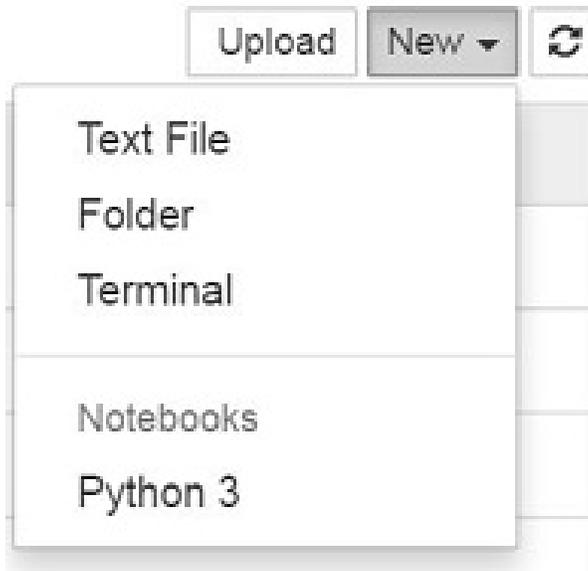 Upload New
Text File
Folder
Terminal
Notebooks
Python 3